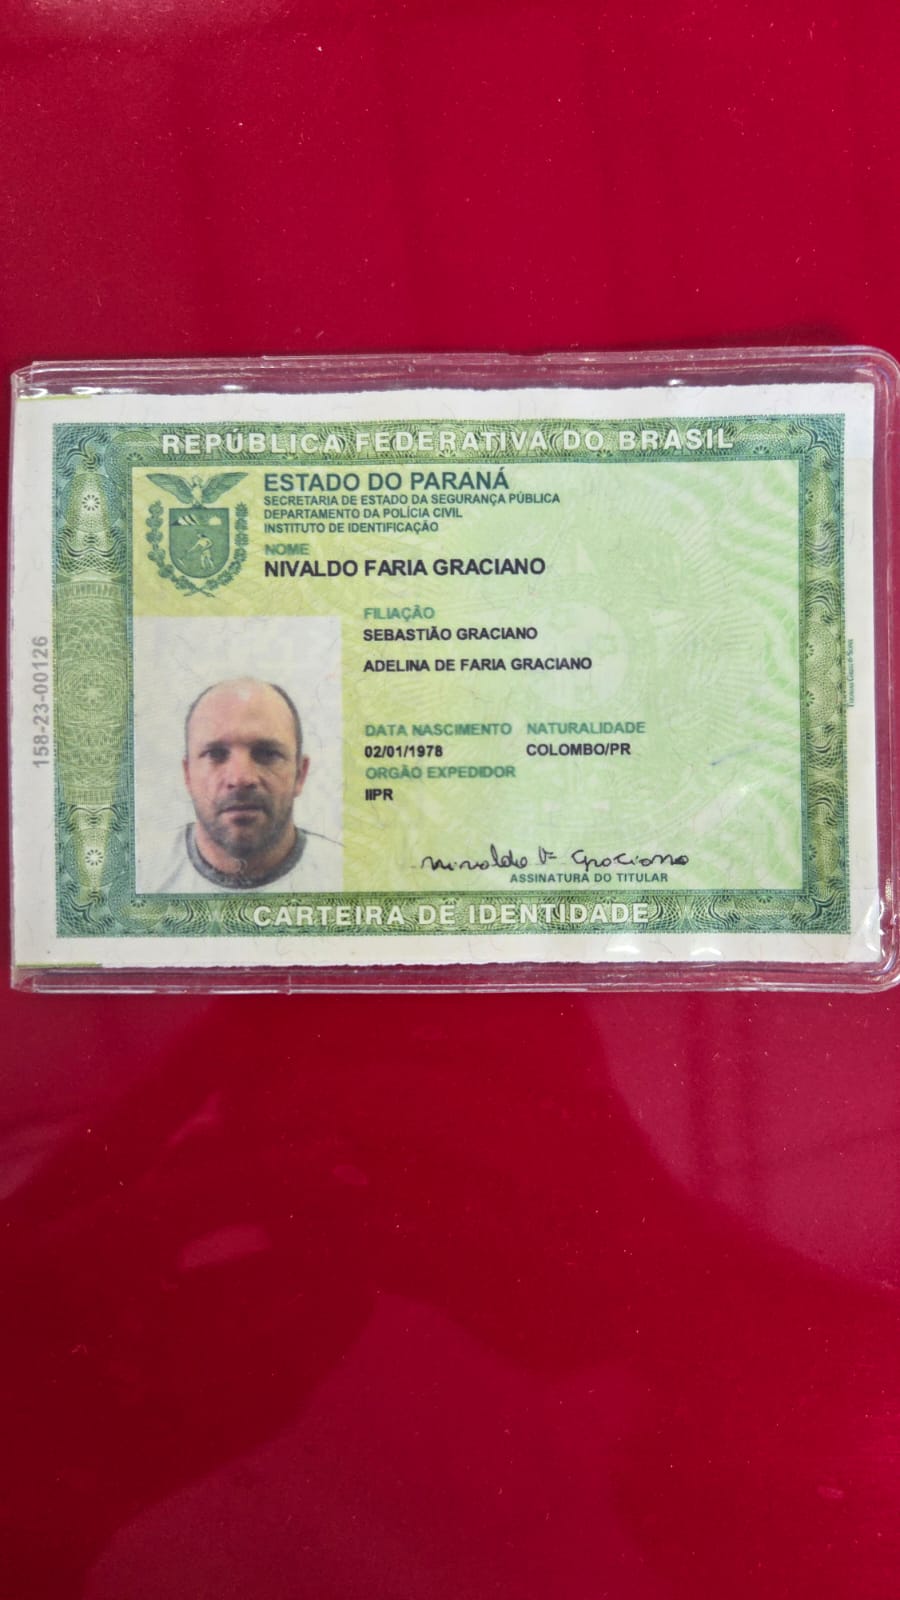 REPÚBLICA FEDERATIVA DO BRASIL
ESTADO DO PARANÁ
SECRETARIA DE ESTADO DA SEGURANÇA PÚBLICA
DEPARTAMENTO DA POLÍCIA CIVIL
INSTITUTO DE IDENTIFICAÇÃO
NOME
NIVALDO FARIA GRACIANO
FILIAÇÃO
SEBASTIÃO GRACIANO
ADELINA DE FARIA GRACIANO
DATA NASCIMENTO NATURALIDADE
02/01/1978 COLOMBO/PR
ORGÃO EXPEDIDOR
IIPR
Nivaldo F Graciano
ASSINATURA DO TITULAR
CARTEIRA DE IDENTIDADE
158-23-00126